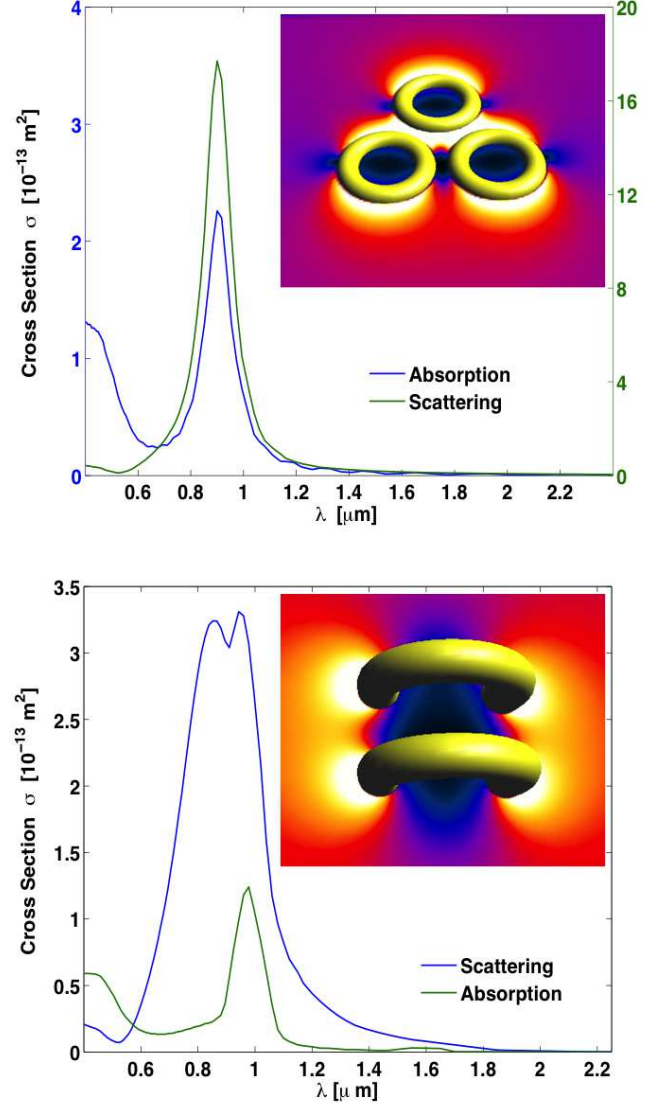 4
3
2
1
0
20
16
12
8
4
0
Cross Section σ [10⁻¹³ m²]
Absorption
Scattering
0.6 0.8 1 1.2 1.4 1.6 1.8 2 2.2
λ [μm]
3.5
3
2.5
2
1.5
1
0.5
0
Cross Section σ [10⁻¹³ m²]
Scattering
Absorption
0.6 0.8 1 1.2 1.4 1.6 1.8 2 2.2
λ [μ m]